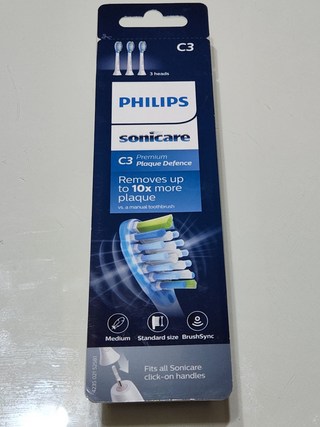 C3
3 heads
PHILIPS
sonicare
C3 Premium
Plaque Defence
Removes up
to 10x more
plaque
vs. a manual toothbrush
Medium Standard size BrushSync
Fits all Sonicare
click-on handles